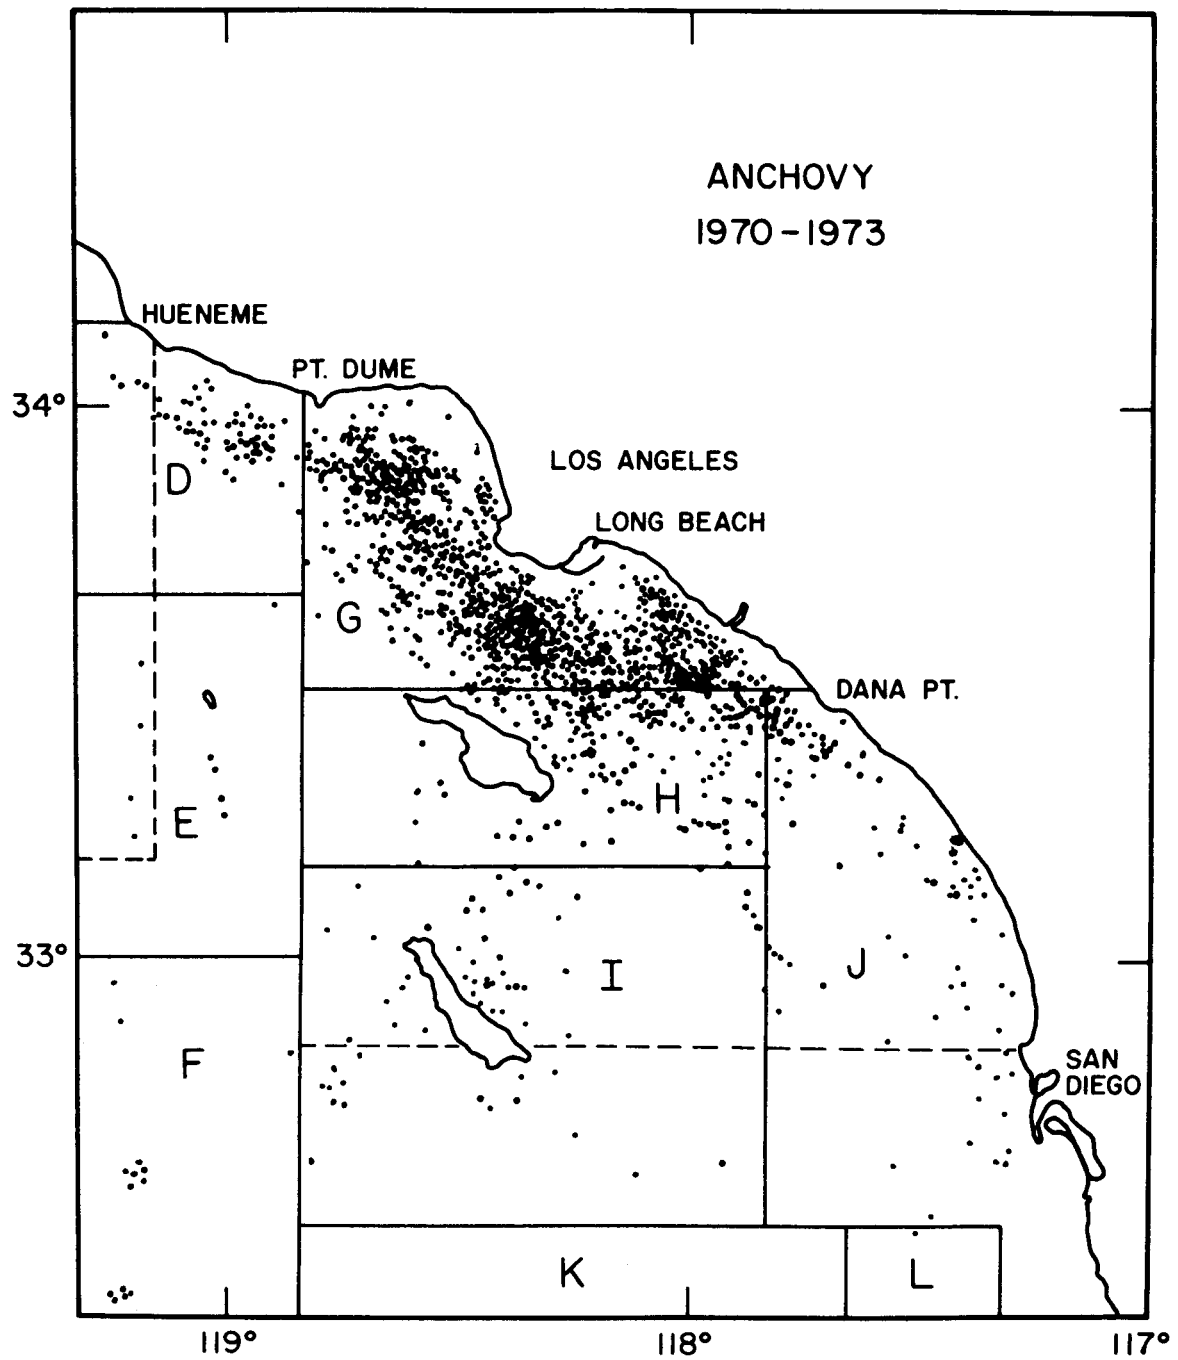 ANCHOVY
1970-1973
HUENEME
PT. DUME
34°
LOS ANGELES
D
LONG BEACH
G
DANA PT.
H
E
33°
I
J
F
SAN
DIEGO
K
L
119°
118°
117°